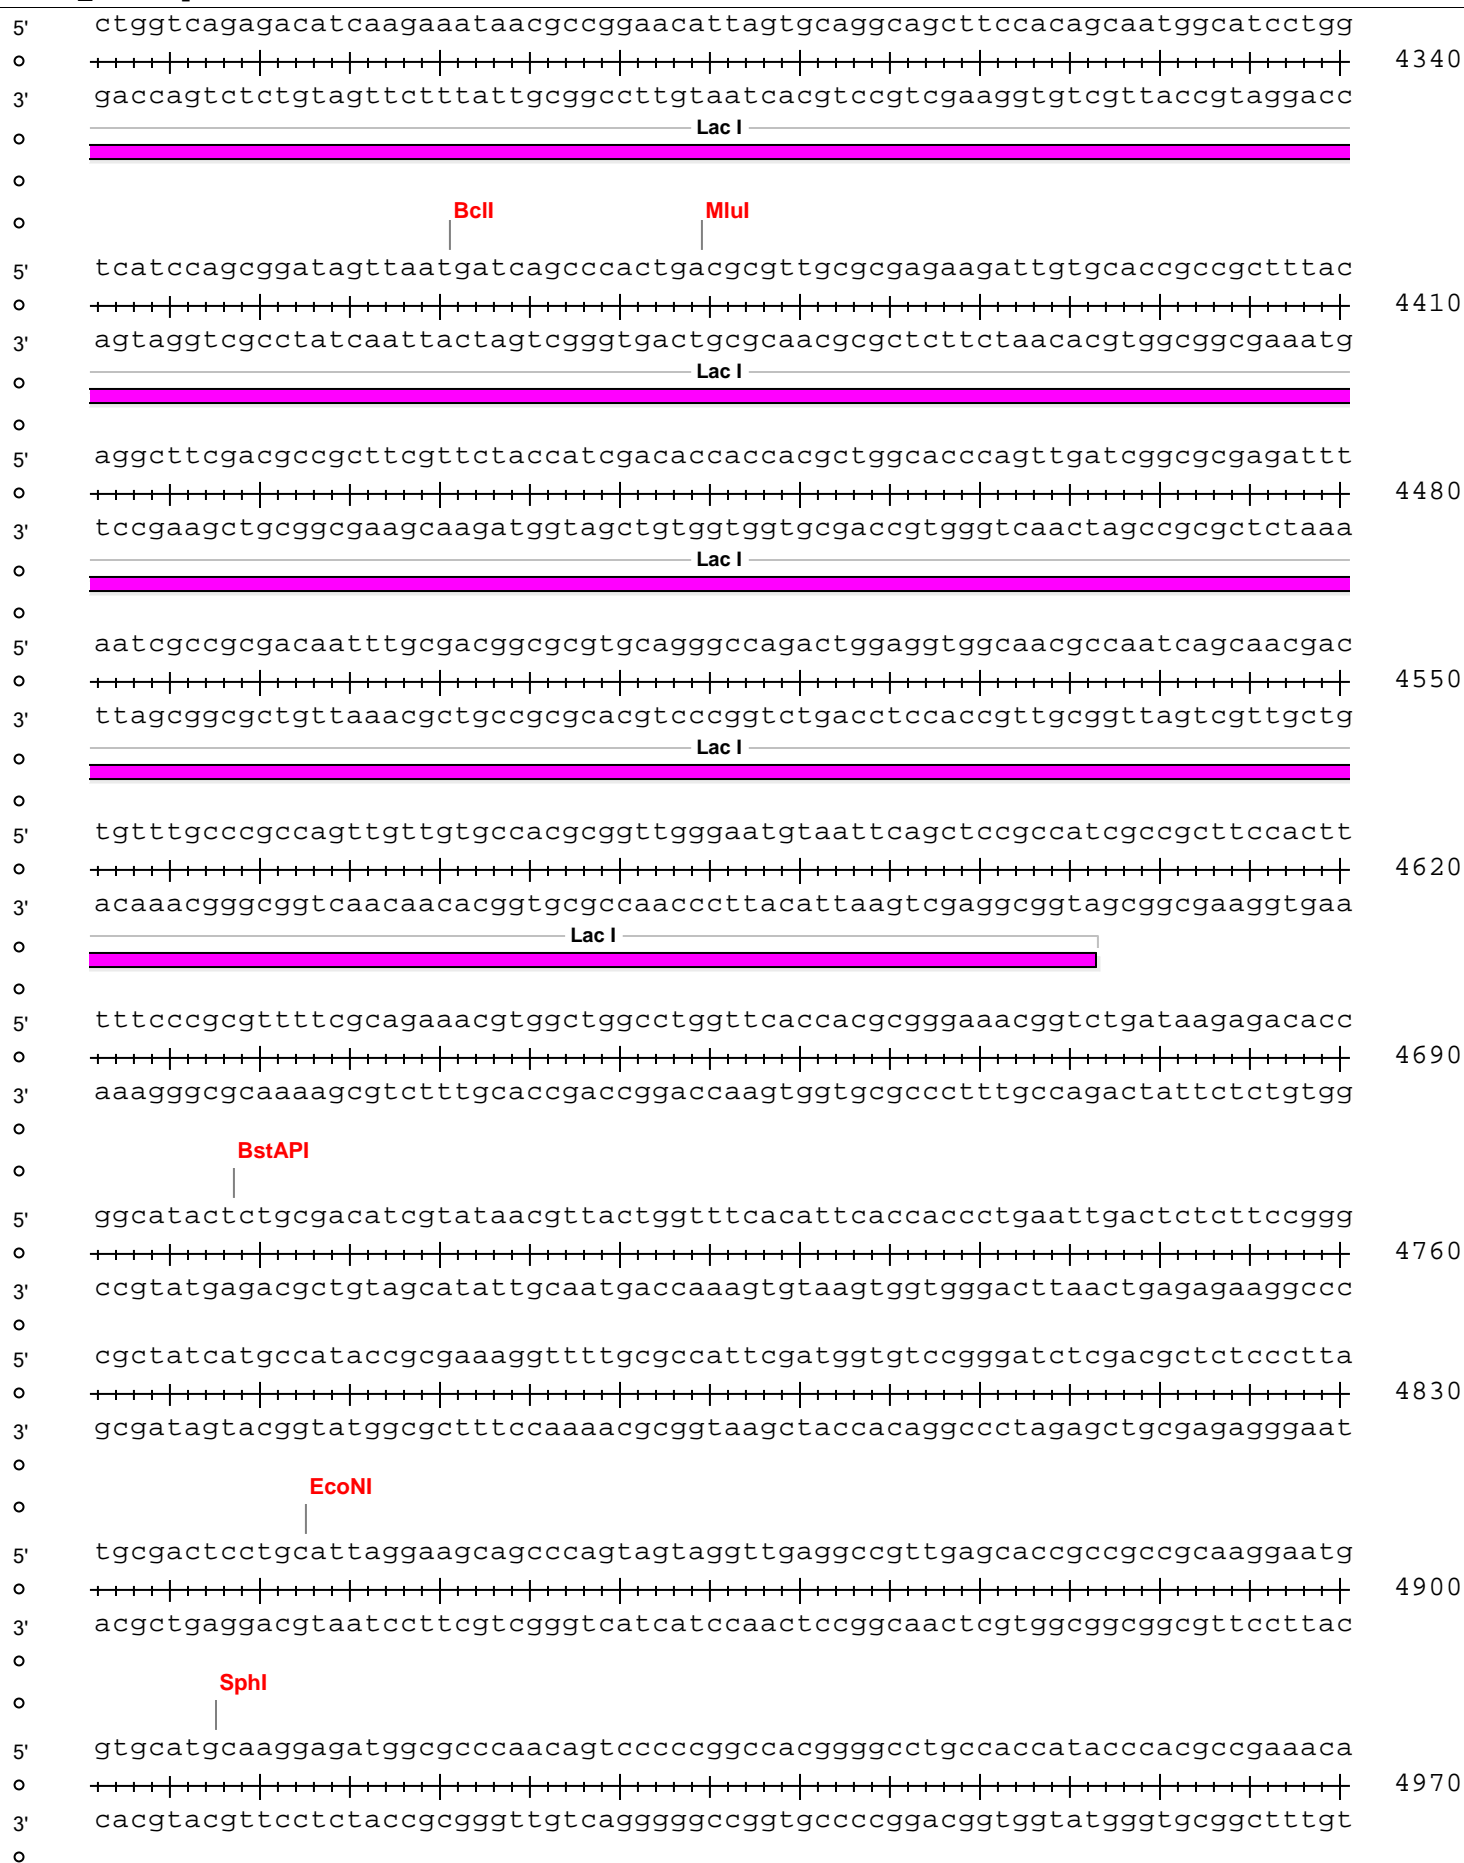 5' ctggtcagagacatcaagaaataacgccggaacattagtgcaggcagcttccacagcaatggcatcctgg
4340
3' gaccagtctctgtagttctttattgcggccttgtaatcacgtccgtcgaaggtgtcgttaccgtaggacc
Lac I
BclI MluI
5' tcatccagcggatagttaatgatcagcccactgacgcgttgcgcgagaagattgtgcaccgccgctttac
4410
3' agtaggtcgcctatcaattactagtcgggtgactgcgcaacgcgctcttctaacacgtggcggcgaaatg
Lac I
5' aggcttcgacgccgcttcgttctaccatcgacaccaccacgctggcacccagttgatcggcgcgagattt
4480
3' tccgaagctgcggcgaagcaagatggtagctgtggtggtgcgaccgtgggtcaactagccgcgctctaaa
Lac I
5' aatcgccgcgacaatttgcgacggcgcgtgcagggccagactggaggtggcaacgccaatcagcaacgac
4550
3' ttagcggcgctgttaaacgctgccgcgcacgtcccggtctgacctccaccgttgcggttagtcgttgctg
Lac I
5' tgtttgcccgccagttgttgtgccacgcggttgggaatgtaattcagctccgccatcgccgcttccactt
4620
3' acaaacgggcggtcaacaacacggtgcgccaacccttacattaagtcgaggcggtagcggcgaaggtgaa
Lac I
5' tttcccgcgttttcgcagaaacgtggctggcctggttcaccacgcgggaaacggtctgataagagacacc
4690
3' aaagggcgcaaaagcgtctttgcaccgaccggaccaagtggtgcgccctttgccagactattctctgtgg
BstAPI
5' ggcatactctgcgacatcgtataacgttactggtttcacattcaccaccctgaattgactctcttccggg
4760
3' ccgtatgagacgctgtagcatattgcaatgaccaaagtgtaagtggtgggacttaactgagagaaggccc
5' cgctatcatgccataccgcgaaaggttttgcgccattcgatggtgtccgggatctcgacgctctccctta
4830
3' gcgatagtacggtatggcgctttccaaaacgcggtaagctaccacaggccctagagctgcgagagggaat
EcoNI
5' tgcgactcctgcattaggaagcagcccagtagtaggttgaggccgttgagcaccgccgccgcaaggaatg
4900
3' acgctgaggacgtaatccttcgtcgggtcatcatccaactccggcaactcgtggcggcggcgttccttac
SphI
5' gtgcatgcaaggagatggcgcccaacagtcccccggccacggggcctgccaccatacccacgccgaaaca
4970
3' cacgtacgttcctctaccgcgggttgtcagggggccggtgccccggacggtggtatgggtgcggctttgt